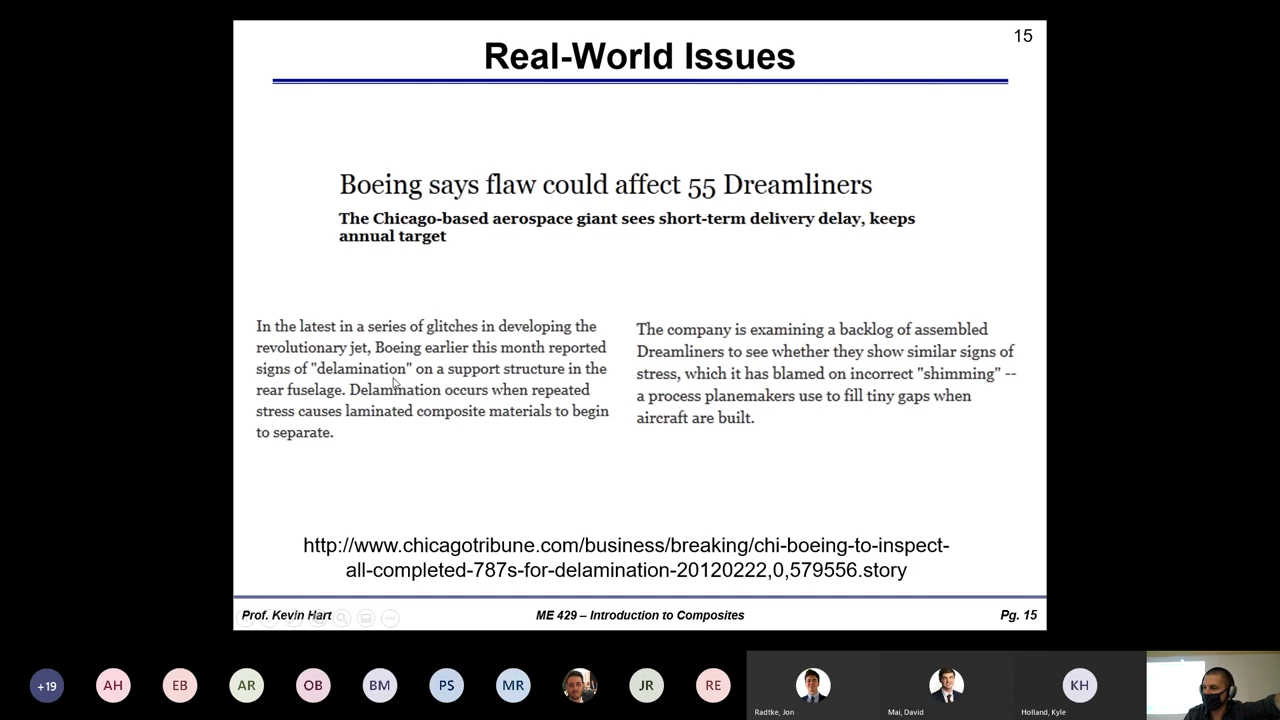 15
Real-World Issues
Boeing says flaw could affect 55 Dreamliners
The Chicago-based aerospace giant sees short-term delivery delay, keeps
annual target
In the latest in a series of glitches in developing the
revolutionary jet, Boeing earlier this month reported
signs of "delamination" on a support structure in the
rear fuselage. Delamination occurs when repeated
stress causes laminated composite materials to begin
to separate.
The company is examining a backlog of assembled
Dreamliners to see whether they show similar signs of
stress, which it has blamed on incorrect "shimming" --
a process planemakers use to fill tiny gaps when
aircraft are built.
http://www.chicagotribune.com/business/breaking/chi-boeing-to-inspect-
all-completed-787s-for-delamination-20120222,0,579556.story
Prof. Kevin Hart
ME 429 – Introduction to Composites
Pg. 15
+19
AH
EB
AR
OB
BM
PS
MR
JR
RE
KH
Radtke, Jon
Mai, David
Holland, Kyle